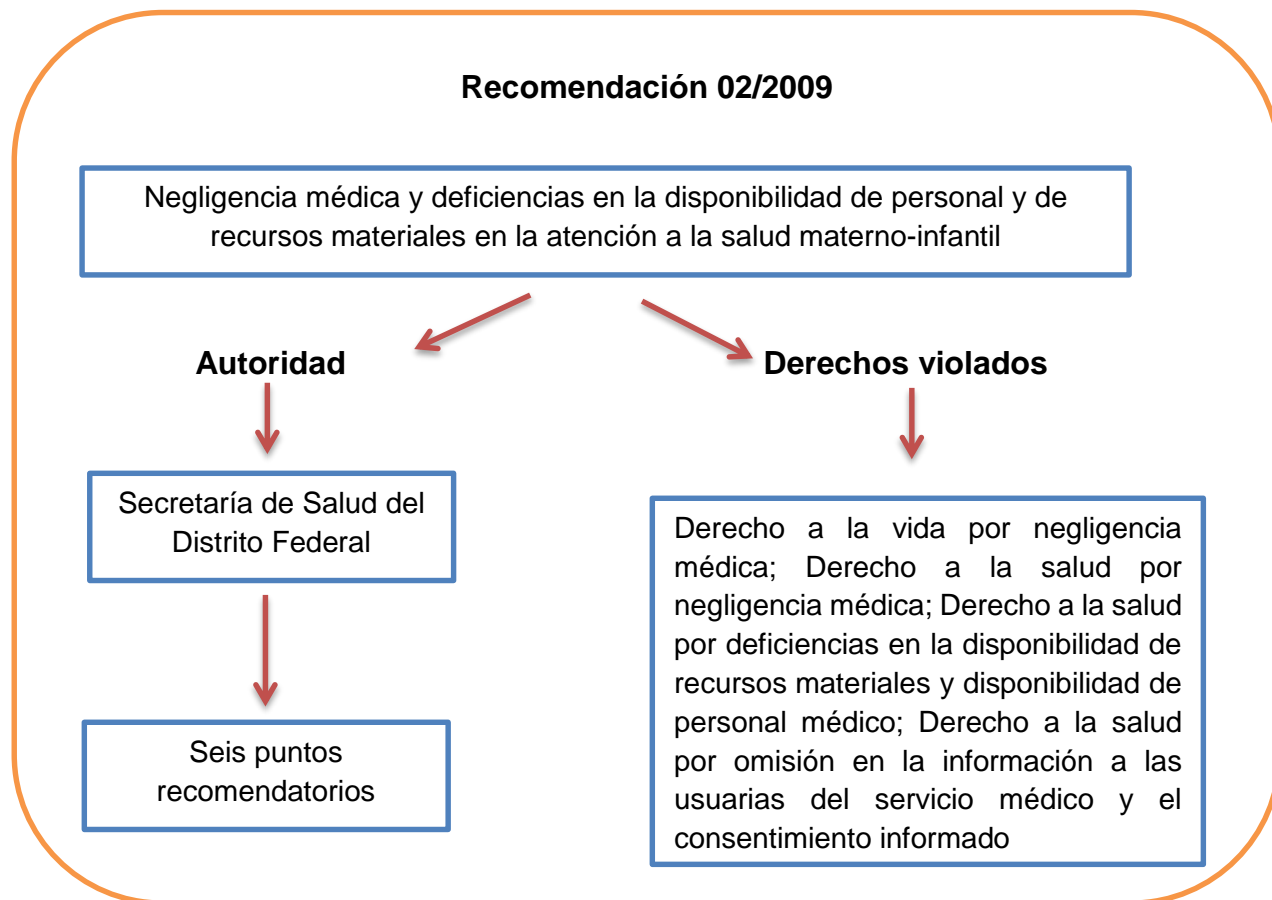 Recomendación 02/2009
Negligencia médica y deficiencias en la disponibilidad de personal y de
recursos materiales en la atención a la salud materno-infantil
Autoridad
Derechos violados
Secretaría de Salud del
Distrito Federal
Seis puntos
recomendatorios
Derecho a la vida por negligencia
médica; Derecho a la salud por
negligencia médica; Derecho a la salud
por deficiencias en la disponibilidad de
recursos materiales y disponibilidad de
personal médico; Derecho a la salud
por omisión en la información a las
usuarias del servicio médico y el
consentimiento informado